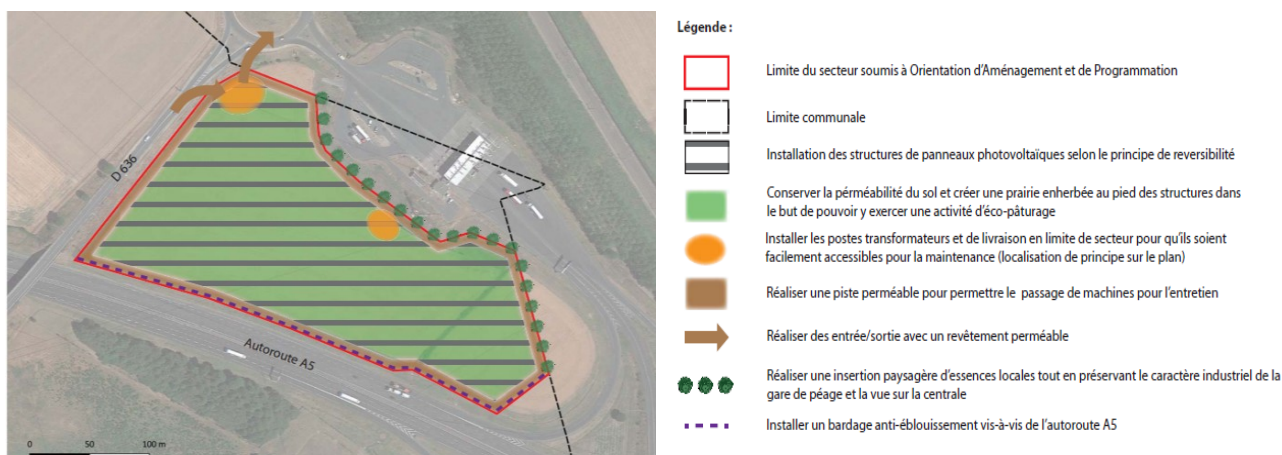 D 636
Autoroute A5
0 50 100 m
Légende :
Limite du secteur soumis à Orientation d'Aménagement et de Programmation
Limite communale
Installation des structures de panneaux photovoltaïques selon le principe de reversibilité
Conserver la pérméabilité du sol et créer une prairie enherbée au pied des structures dans
le but de pouvoir y exercer une activité d'éco-pâturage
Installer les postes transformateurs et de livraison en limite de secteur pour qu'ils soient
facilement accessibles pour la maintenance (localisation de principe sur le plan)
Réaliser une piste perméable pour permettre le passage de machines pour l'entretien
Réaliser des entrée/sortie avec un revêtement perméable
Réaliser une insertion paysagère d'essences locales tout en préservant le caractère industriel de la
gare de péage et la vue sur la centrale
Installer un bardage anti-éblouissement vis-à-vis de l'autoroute A5